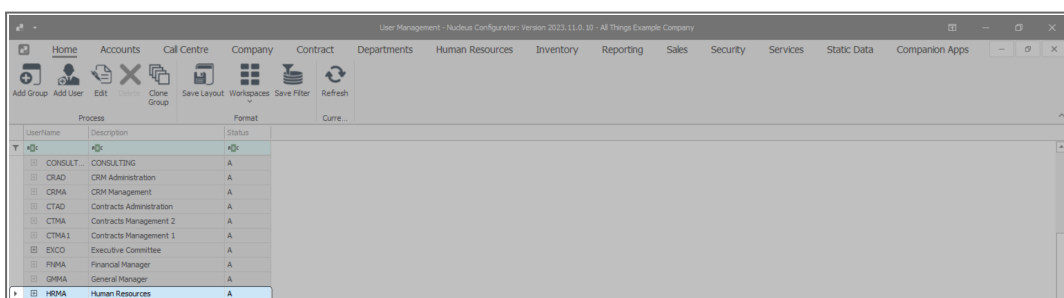 User Management - Nucleus Configurator: Version 2023.11.0.10 - All Things Example Company
Home Accounts Call Centre Company Contract Departments Human Resources Inventory Reporting Sales Security Services Static Data Companion Apps
Add Group Add User Edit Delete Clone Group Save Layout Workspaces Save Filter Refresh
Process Format Curre...
UserName Description Status
CONSULT... CONSULTING A
CRAD CRM Administration A
CRMA CRM Management A
CTAD Contracts Administration A
CTMA Contracts Management 2 A
CTMA1 Contracts Management 1 A
EXCO Executive Committee A
FNMA Financial Manager A
GMMA General Manager A
HRMA Human Resources A